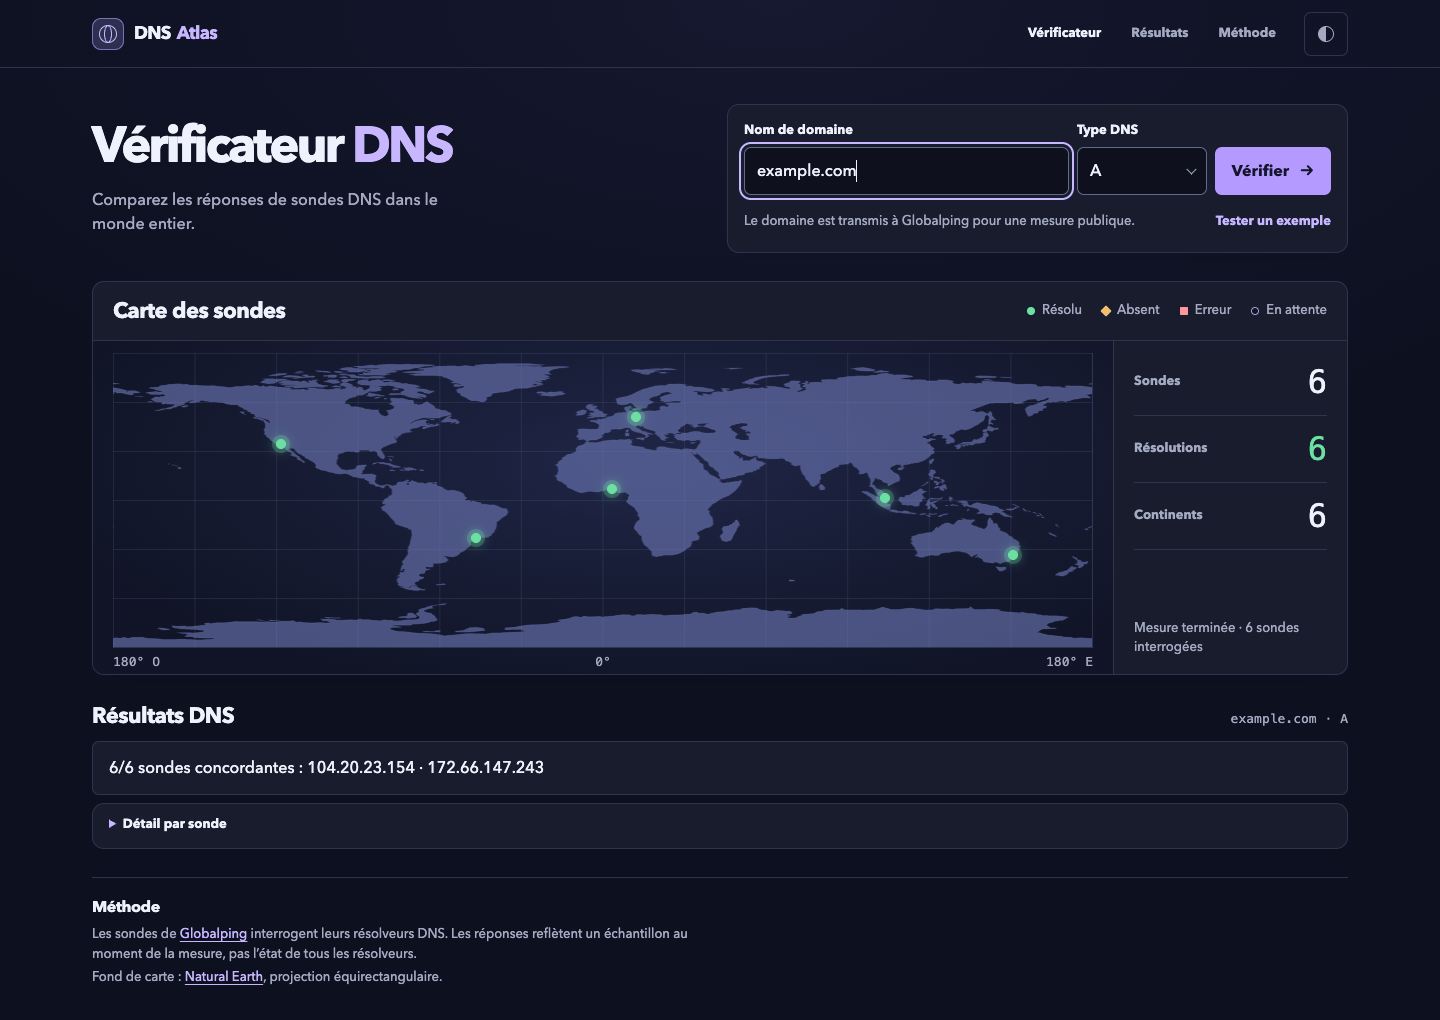 DNS Atlas
Vérificateur
Résultats
Méthode
Vérificateur DNS
Comparez les réponses de sondes DNS dans le
monde entier.
Nom de domaine
Type DNS
example.com
A
Vérifier →
Le domaine est transmis à Globalping pour une mesure publique.
Tester un exemple
Carte des sondes
Résolu
Absent
Erreur
En attente
180° O
0°
180° E
Sondes
6
Résolutions
6
Continents
6
Mesure terminée · 6 sondes
interrogées
Résultats DNS
example.com · A
6/6 sondes concordantes : 104.20.23.154 · 172.66.147.243
Détail par sonde
Méthode
Les sondes de Globalping interrogent leurs résolveurs DNS. Les réponses reflètent un échantillon au
moment de la mesure, pas l’état de tous les résolveurs.
Fond de carte : Natural Earth, projection équirectangulaire.